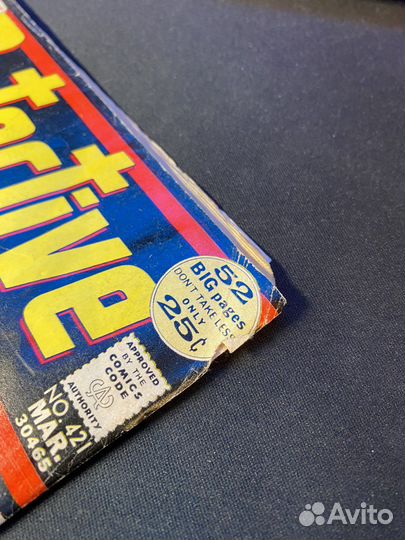 tective
52
BIG pages
DON'T TAKE LESS
ONLY
25¢
APPROVED
BY THE
COMICS
CODE
AUTHORITY
CA
NO. 421
MAR.
30465
Avito